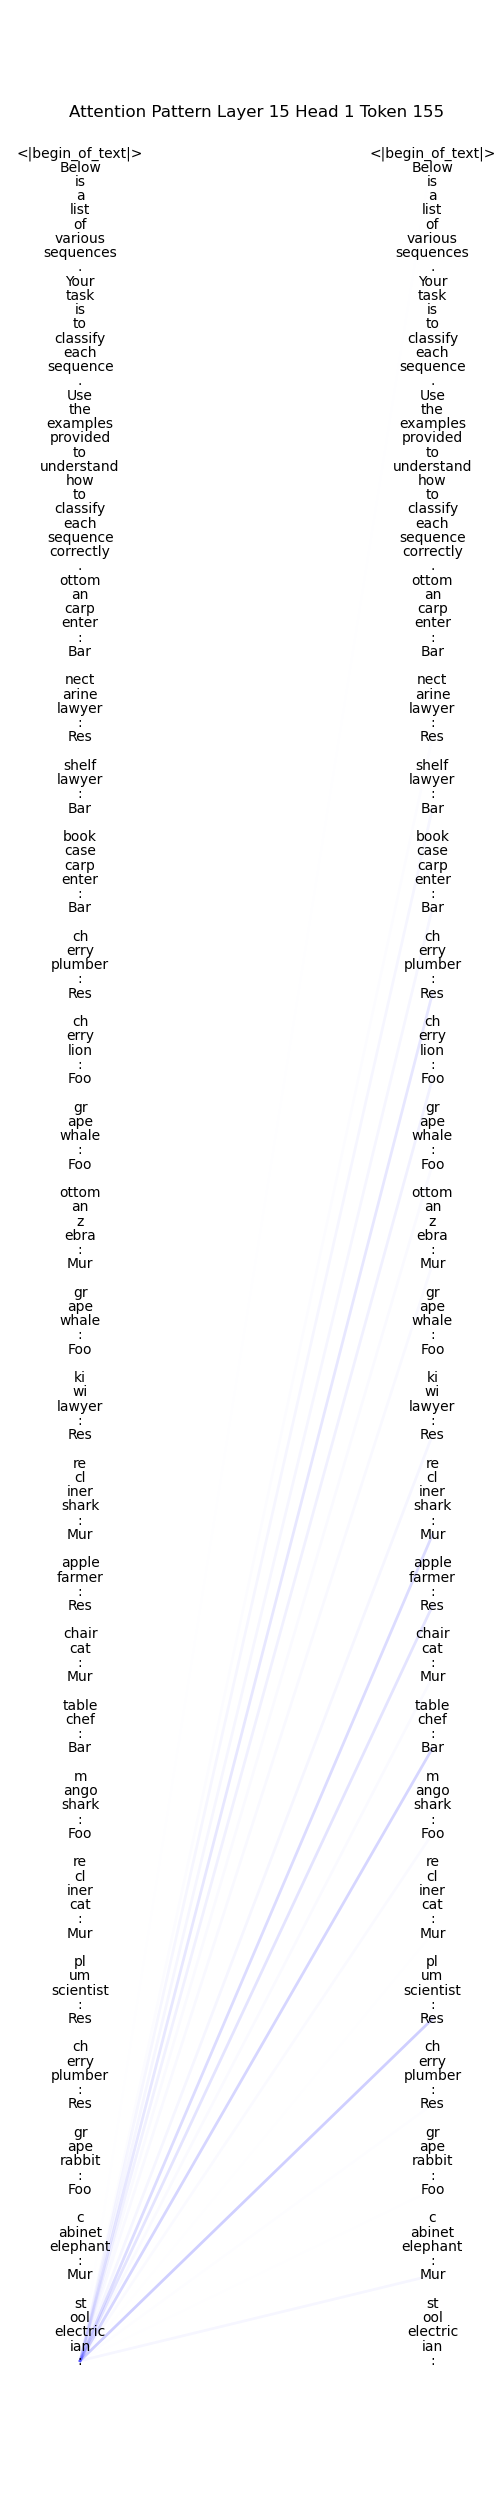 Attention Pattern Layer 15 Head 1 Token 155
<|begin_of_text|> <|begin_of_text|>
Below Below
is is
a a
list list
of of
various various
sequences sequences
. .
Your Your
task task
is is
to to
classify classify
each each
sequence sequence
. .
Use Use
the the
examples examples
provided provided
to to
understand understand
how how
to to
classify classify
each each
sequence sequence
correctly correctly
. .
ottom ottom
an an
carp carp
enter enter
: :
Bar Bar
nect nect
arine arine
lawyer lawyer
: :
Res Res
shelf shelf
lawyer lawyer
: :
Bar Bar
book book
case case
carp carp
enter enter
: :
Bar Bar
ch ch
erry erry
plumber plumber
: :
Res Res
ch ch
erry erry
lion lion
: :
Foo Foo
gr gr
ape ape
whale whale
: :
Foo Foo
ottom ottom
an an
z z
ebra ebra
: :
Mur Mur
gr gr
ape ape
whale whale
: :
Foo Foo
ki ki
wi wi
lawyer lawyer
: :
Res Res
re re
cl cl
iner iner
shark shark
: :
Mur Mur
apple apple
farmer farmer
: :
Res Res
chair chair
cat cat
: :
Mur Mur
table table
chef chef
: :
Bar Bar
m m
ango ango
shark shark
: :
Foo Foo
re re
cl cl
iner iner
cat cat
: :
Mur Mur
pl pl
um um
scientist scientist
: :
Res Res
ch ch
erry erry
plumber plumber
: :
Res Res
gr gr
ape ape
rabbit rabbit
: :
Foo Foo
c c
abinet abinet
elephant elephant
: :
Mur Mur
st st
ool ool
electric electric
ian ian
: :